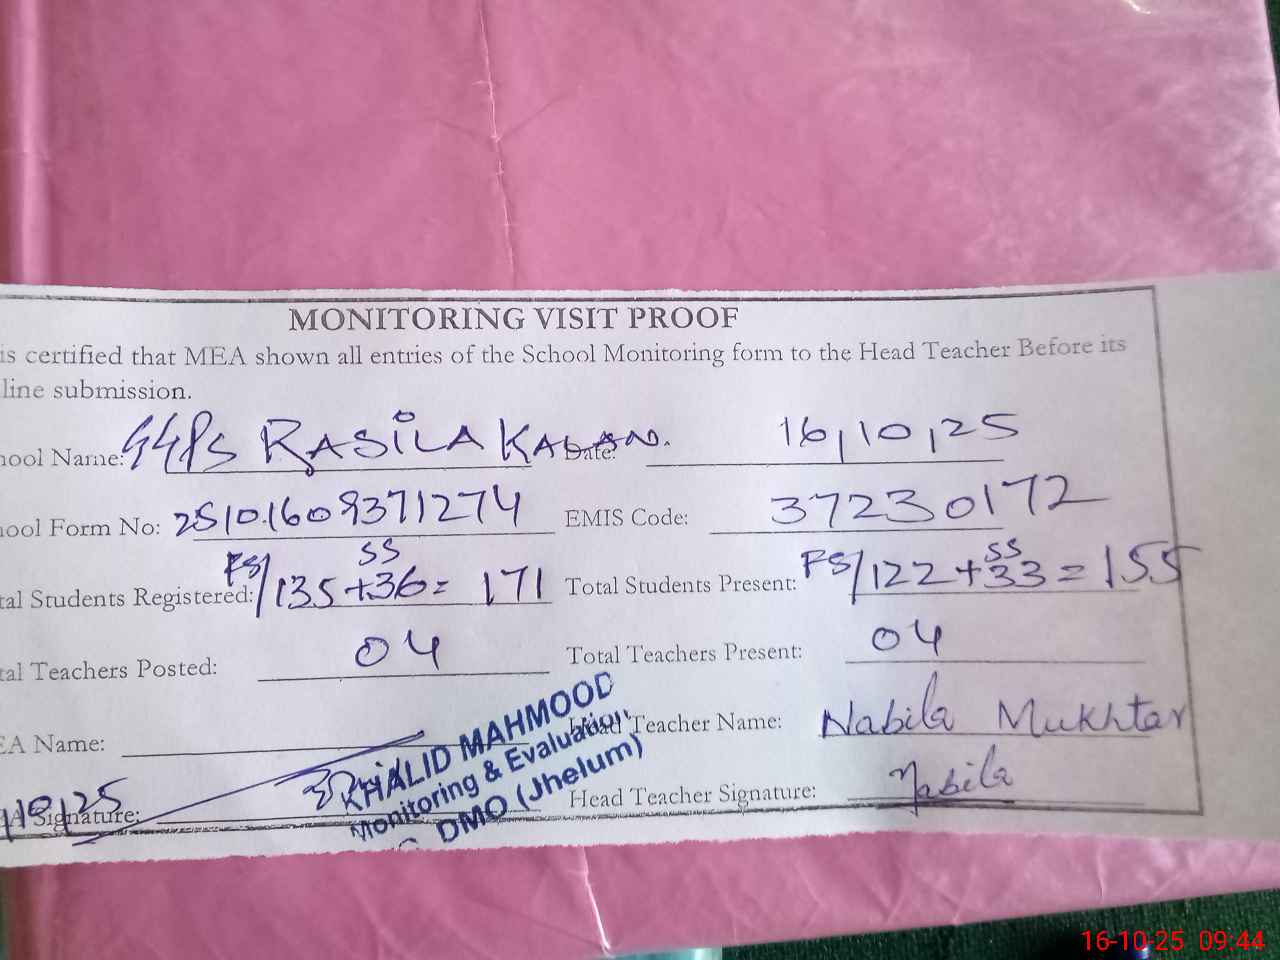 MONITORING VISIT PROOF
is certified that MEA shown all entries of the School Monitoring form to the Head Teacher Before its
line submission.
ool Name: GGPS RASILA KALAN. Date: 16,10,25
ool Form No: 2510.1609371274 EMIS Code: 37230172
FS/ SS FS/ SS
tal Students Registered: 135 + 36 = 171 Total Students Present: 122 + 33 = 155
tal Teachers Posted: 04 Total Teachers Present: 04
EA Name: Head Teacher Name: Nabila Mukhtar
A Signature: Head Teacher Signature: Nabila
KHALID MAHMOOD
Monitoring & Evaluation
DMO (Jhelum)
16-10-25 09:44